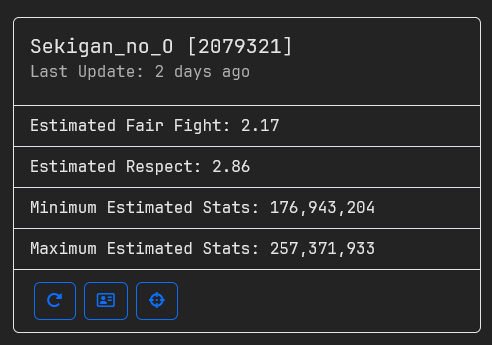 Sekigan_no_O [2079321]
Last Update: 2 days ago
Estimated Fair Fight: 2.17
Estimated Respect: 2.86
Minimum Estimated Stats: 176,943,204
Maximum Estimated Stats: 257,371,933